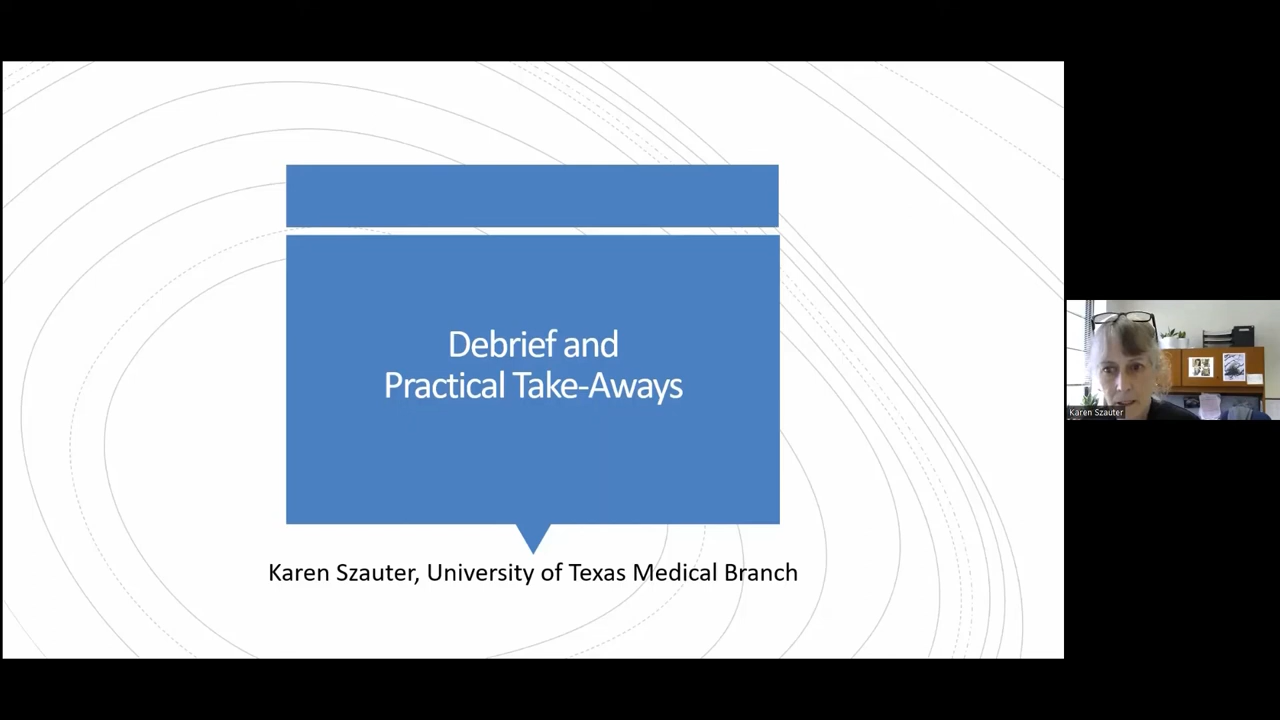 Debrief and
Practical Take-Aways
Karen Szauter, University of Texas Medical Branch
Karen Szauter